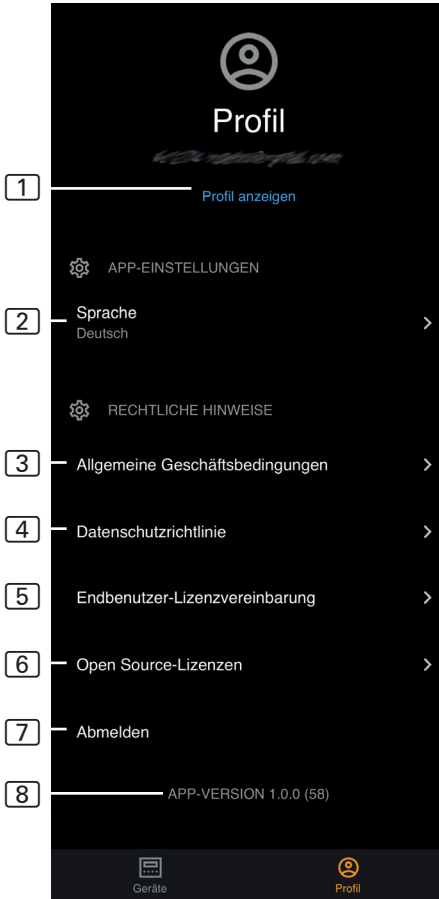 Profil
1 Profil anzeigen
APP-EINSTELLUNGEN
2 Sprache
Deutsch
RECHTLICHE HINWEISE
3 Allgemeine Geschäftsbedingungen
4 Datenschutzrichtlinie
5 Endbenutzer-Lizenzvereinbarung
6 Open Source-Lizenzen
7 Abmelden
8 APP-VERSION 1.0.0 (58)
Geräte Profil